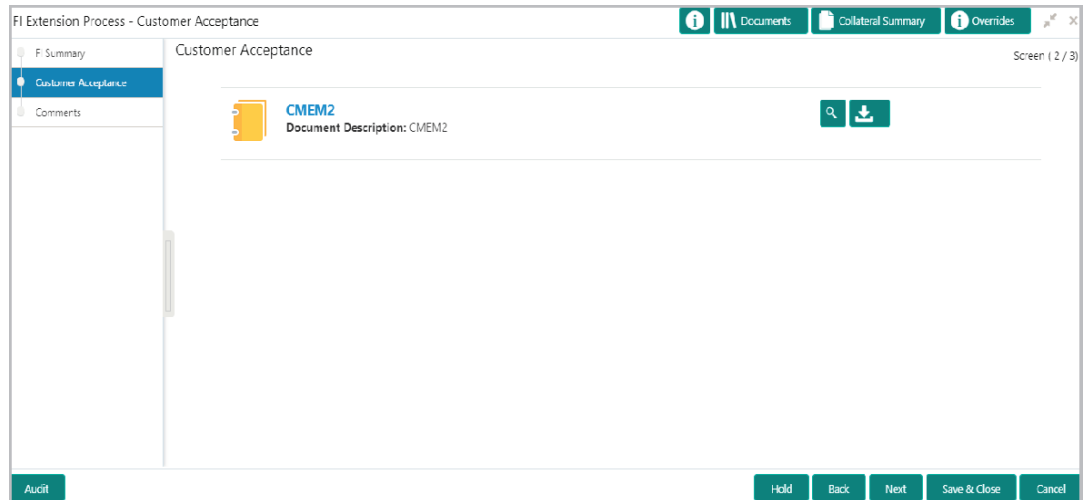 FI Extension Process - Customer Acceptance
Documents
Collateral Summary
Overrides
F Summary
Customer Acceptance
Comments
Customer Acceptance
Screen ( 2 / 3)
CMEM2
Document Description: CMEM2
Audit
Hold
Back
Next
Save & Close
Cancel